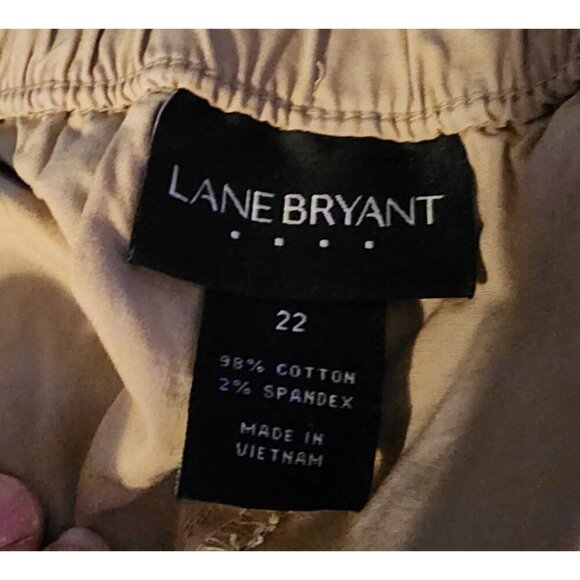 LANE BRYANT
22
98% COTTON
2% SPANDEX
MADE IN
VIETNAM